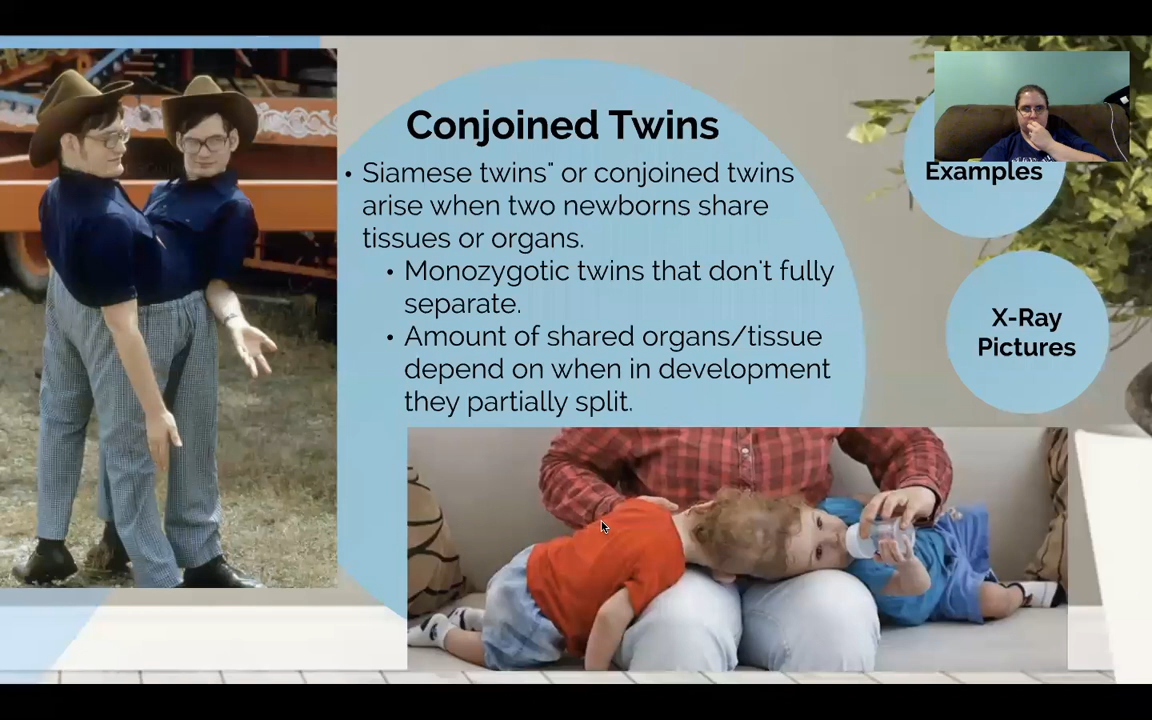 Conjoined Twins
Siamese twins" or conjoined twins
arise when two newborns share
tissues or organs.
Monozygotic twins that don't fully
separate.
Amount of shared organs/tissue
depend on when in development
they partially split.
Examples
X-Ray
Pictures